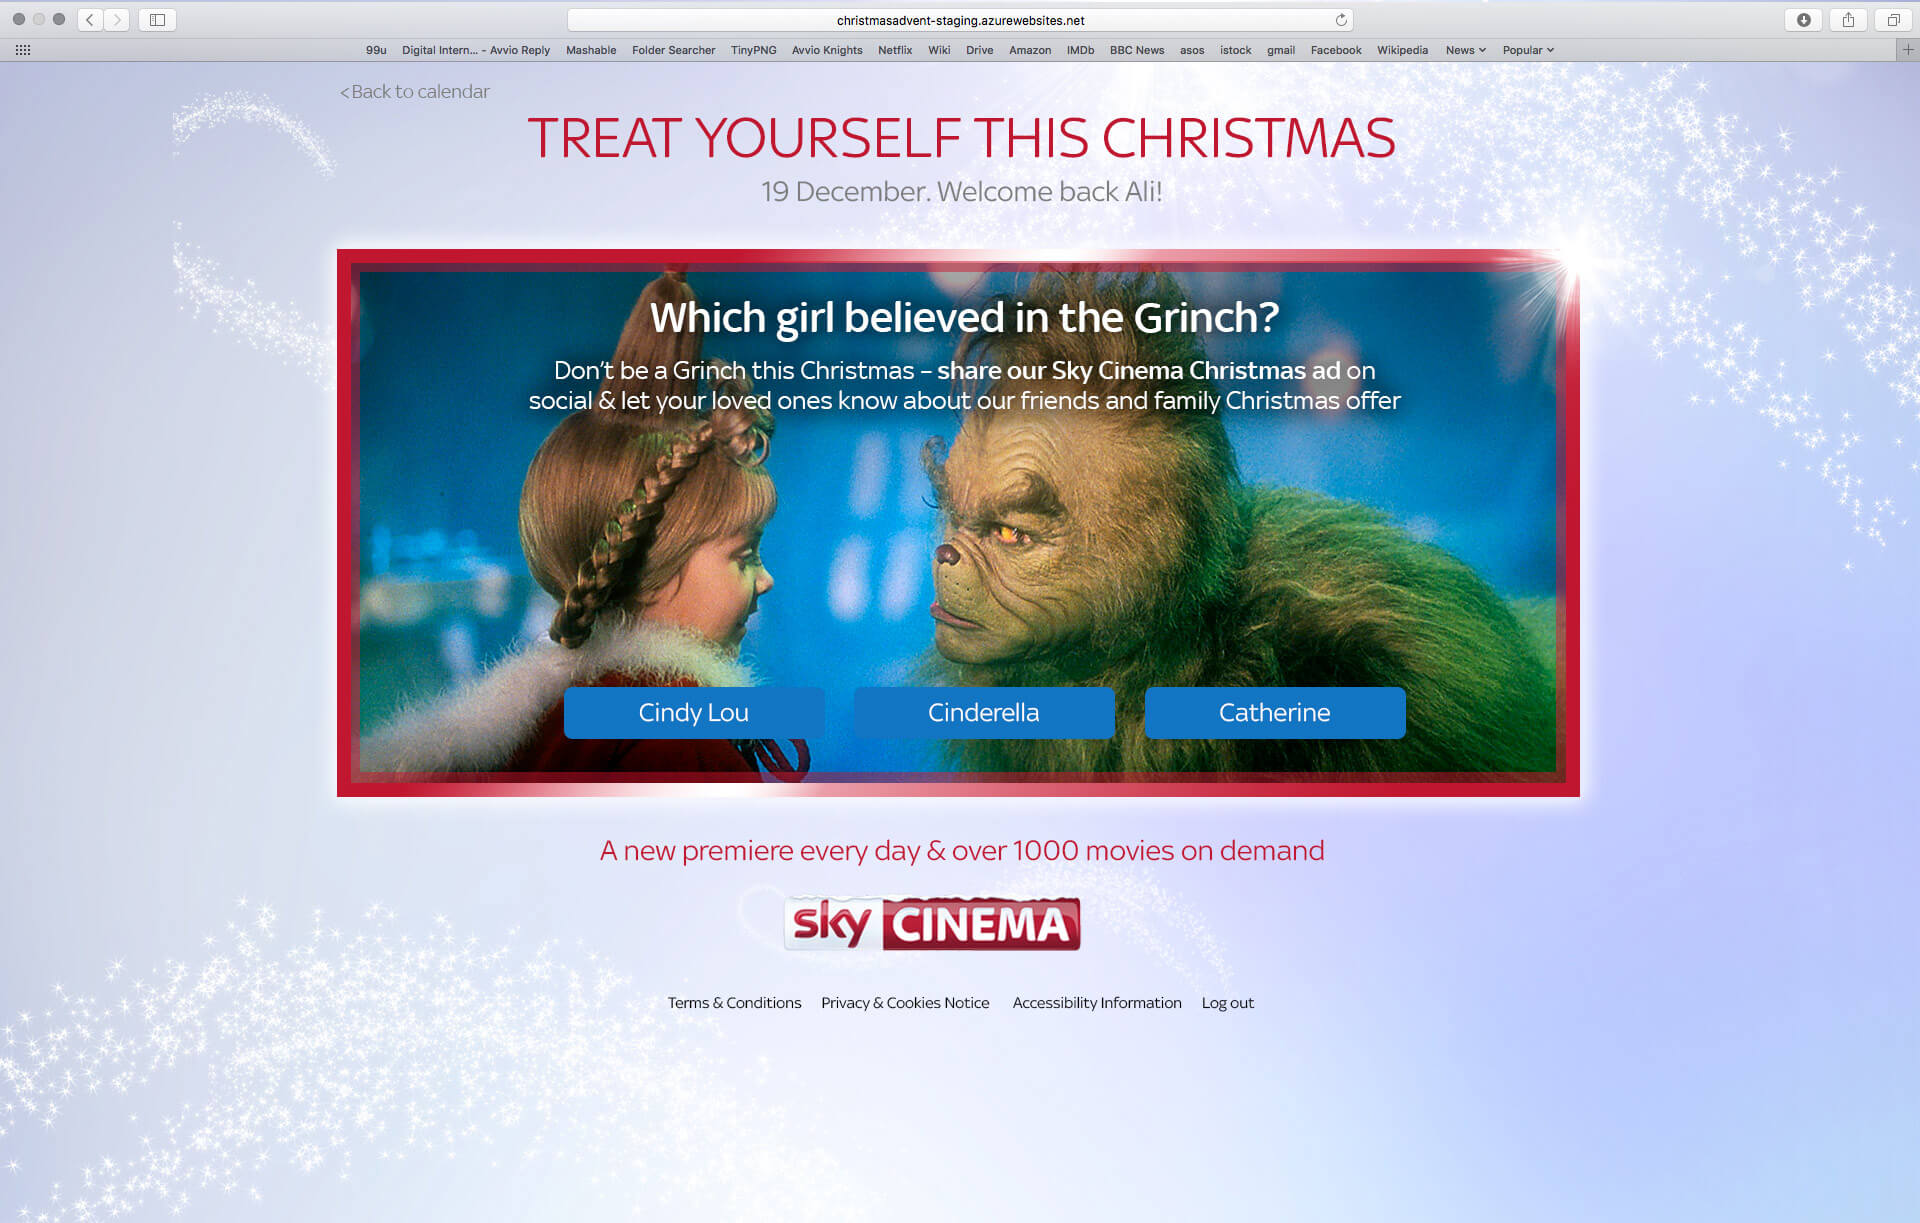 christmasadvent-staging.azurewebsites.net
99u Digital Intern... - Avvio Reply Mashable Folder Searcher TinyPNG Avvio Knights Netflix Wiki Drive Amazon IMDb BBC News asos istock gmail Facebook Wikipedia News Popular
<Back to calendar
TREAT YOURSELF THIS CHRISTMAS
19 December. Welcome back Ali!
Which girl believed in the Grinch?
Don't be a Grinch this Christmas – share our Sky Cinema Christmas ad on
social & let your loved ones know about our friends and family Christmas offer
Cindy Lou Cinderella Catherine
A new premiere every day & over 1000 movies on demand
sky CINEMA
Terms & Conditions Privacy & Cookies Notice Accessibility Information Log out